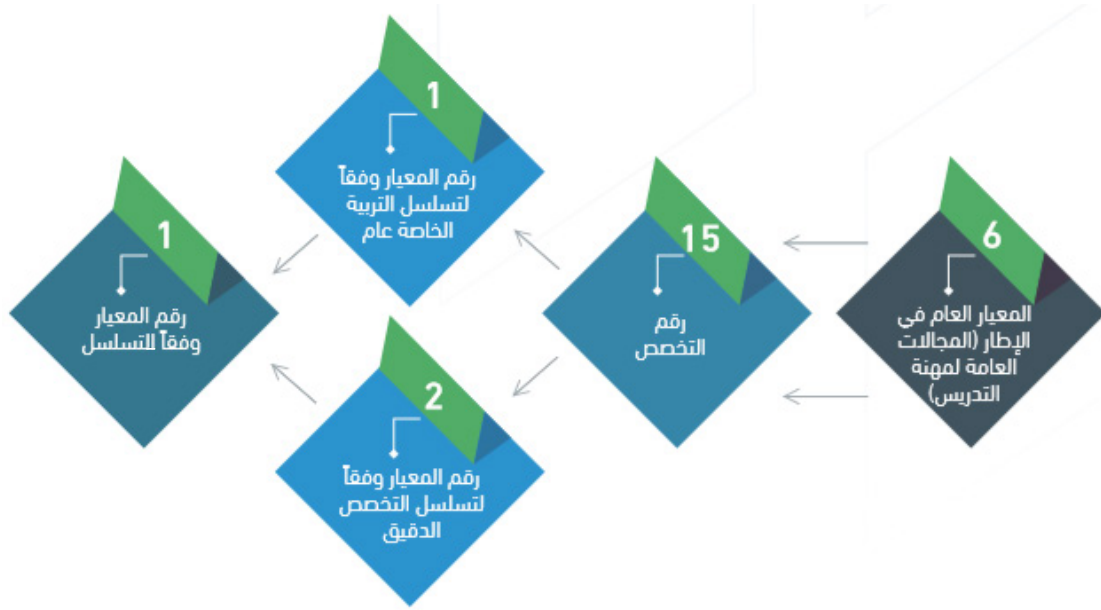 6
المعيار العام في
الإطار (المجالات
العامة لمهنة
التدريس)
15
رقم
التخصص
1
رقم المعيار وفقاً
لتسلسل التربية
الخاصة عام
2
رقم المعيار وفقاً
لتسلسل التخصص
الدقيق
1
رقم المعيار
وفقاً للتسلسل